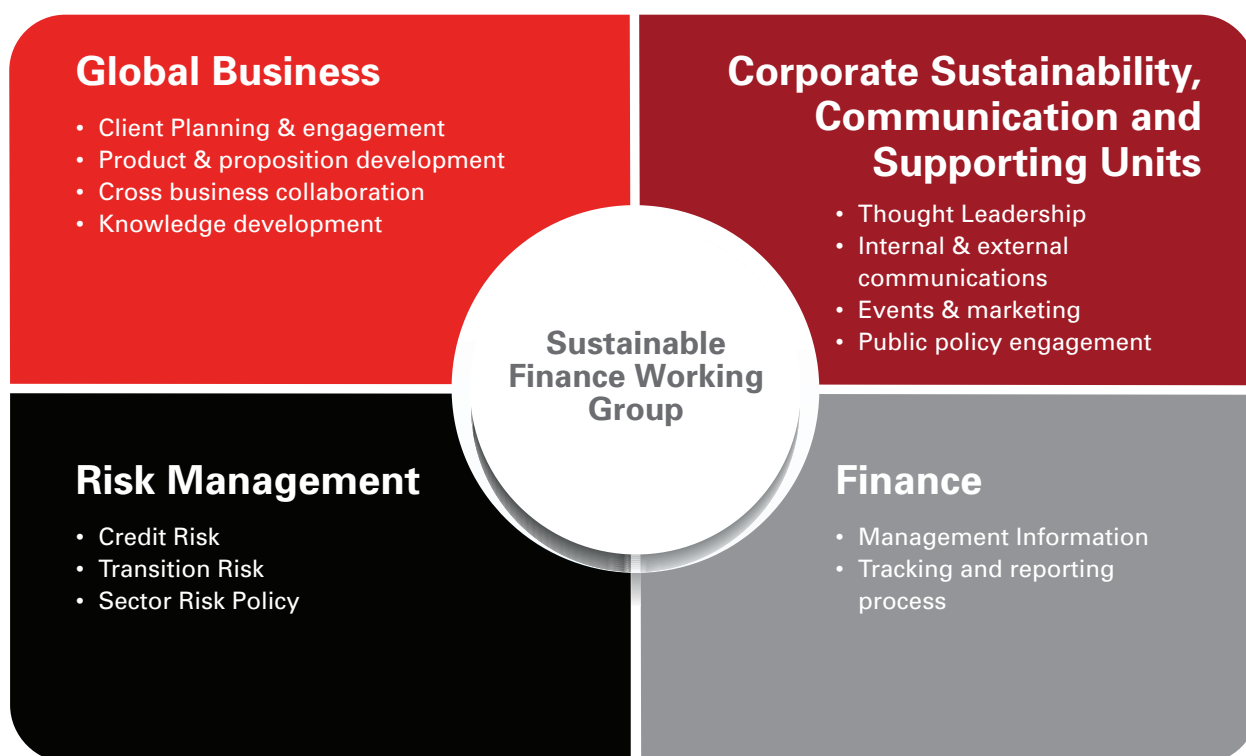 Global Business
• Client Planning & engagement
• Product & proposition development
• Cross business collaboration
• Knowledge development
Corporate Sustainability,
Communication and
Supporting Units
• Thought Leadership
• Internal & external
communications
• Events & marketing
• Public policy engagement
Sustainable
Finance Working
Group
Risk Management
• Credit Risk
• Transition Risk
• Sector Risk Policy
Finance
• Management Information
• Tracking and reporting
process